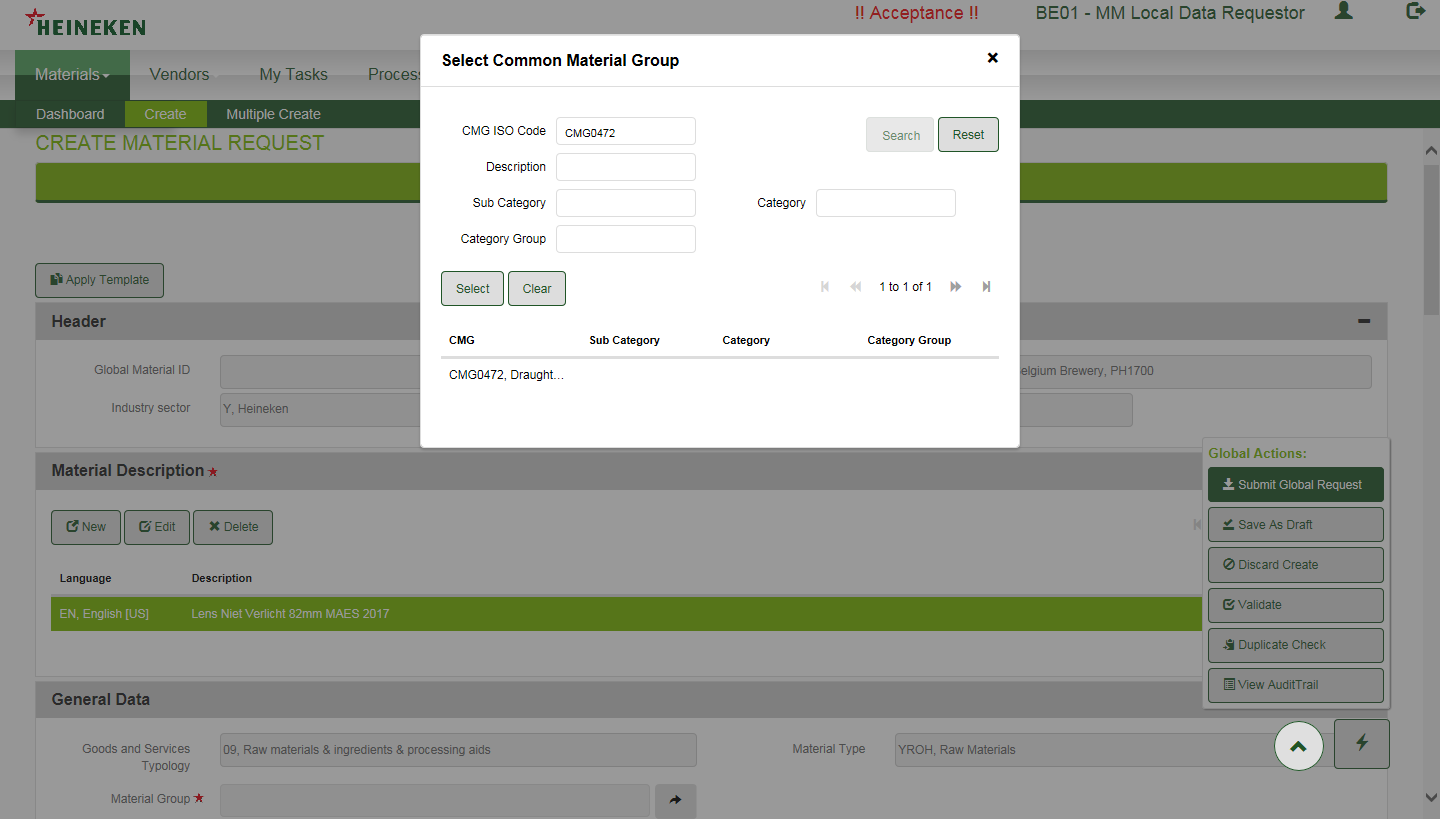 HEINEKEN
!! Acceptance !!
BE01 - MM Local Data Requestor
Materials
Vendors
My Tasks
Process
Dashboard
Create
Multiple Create
CREATE MATERIAL REQUEST
Select Common Material Group
CMG ISO Code
CMG0472
Search
Reset
Description
Sub Category
Category
Category Group
Select
Clear
1 to 1 of 1
CMG
Sub Category
Category
Category Group
CMG0472, Draught...
Apply Template
Header
Global Material ID
elgium Brewery, PH1700
Industry sector
Y, Heineken
Material Description
New
Edit
Delete
Language
Description
EN, English [US]
Lens Niet Verlicht 82mm MAES 2017
Global Actions:
Submit Global Request
Save As Draft
Discard Create
Validate
Duplicate Check
View AuditTrail
General Data
Goods and Services
Typology
09, Raw materials & ingredients & processing aids
Material Type
YROH, Raw Materials
Material Group